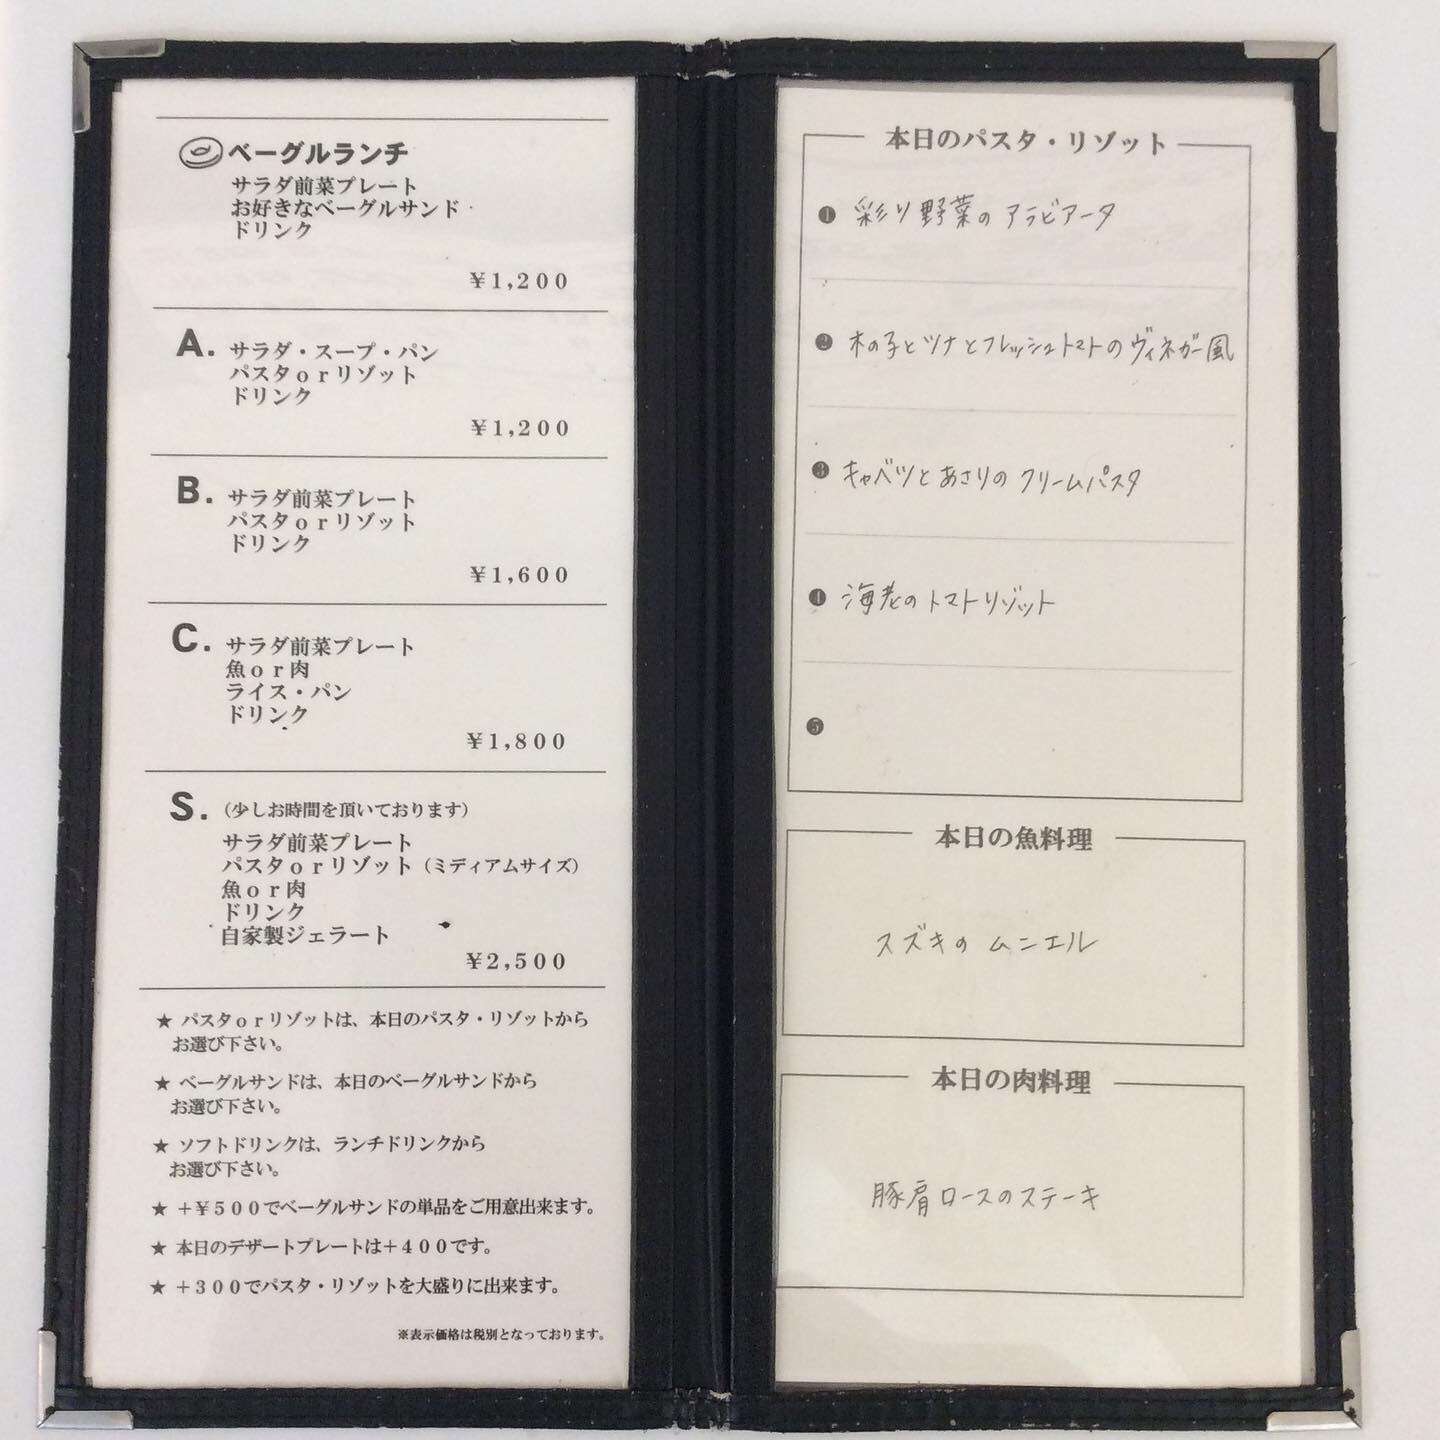 ベーグルランチ
サラダ前菜プレート
お好きなベーグルサンド
ドリンク
￥1,200
A.
サラダ・スープ・パン
パスタorリゾット
ドリンク
￥1,200
B.
サラダ前菜プレート
パスタorリゾット
ドリンク
￥1,600
C.
サラダ前菜プレート
魚or肉
ライス・パン
ドリンク
￥1,800
S. （少しお時間を頂いております）
サラダ前菜プレート
パスタorリゾット（ミディアムサイズ）
魚or肉
ドリンク
自家製ジェラート
￥2,500
★ パスタorリゾットは、本日のパスタ・リゾットから
お選び下さい。
★ ベーグルサンドは、本日のベーグルサンドから
お選び下さい。
★ ソフトドリンクは、ランチドリンクから
お選び下さい。
★ +￥500でベーグルサンドの単品をご用意出来ます。
★ 本日のデザートプレートは+400です。
★ +300でパスタ・リゾットを大盛りに出来ます。
※表示価格は税別となっております。
本日のパスタ・リゾット
❶ 彩り野菜のアラビアータ
❷ 木の子とツナとフレッシュトマトのヴィネガー風
❸ キャベツとあさりのクリームパスタ
❹ 海老のトマトリゾット
❺
本日の魚料理
スズキのムニエル
本日の肉料理
豚肩ロースのステーキ